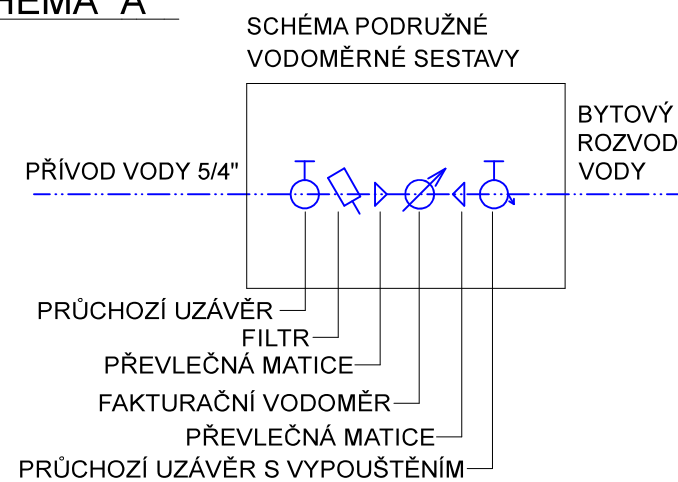 SCHÉMA "A"
SCHÉMA PODRUŽNÉ
VODOMĚRNÉ SESTAVY
BYTOVÝ
ROZVOD
VODY
PŘÍVOD VODY 5/4"
PRŮCHOZÍ UZÁVĚR
FILTR
PŘEVLEČNÁ MATICE
FAKTURAČNÍ VODOMĚR
PŘEVLEČNÁ MATICE
PRŮCHOZÍ UZÁVĚR S VYPOUŠTĚNÍM